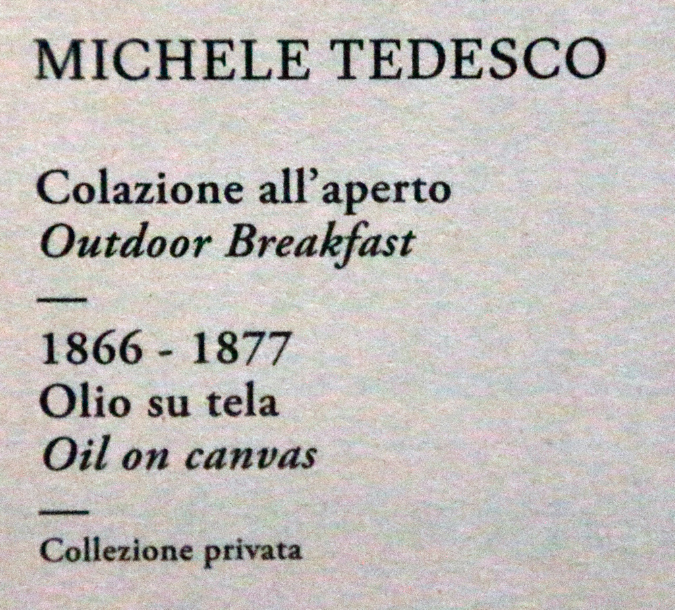 MICHELE TEDESCO
Colazione all’aperto
Outdoor Breakfast
1866 - 1877
Olio su tela
Oil on canvas
Collezione privata